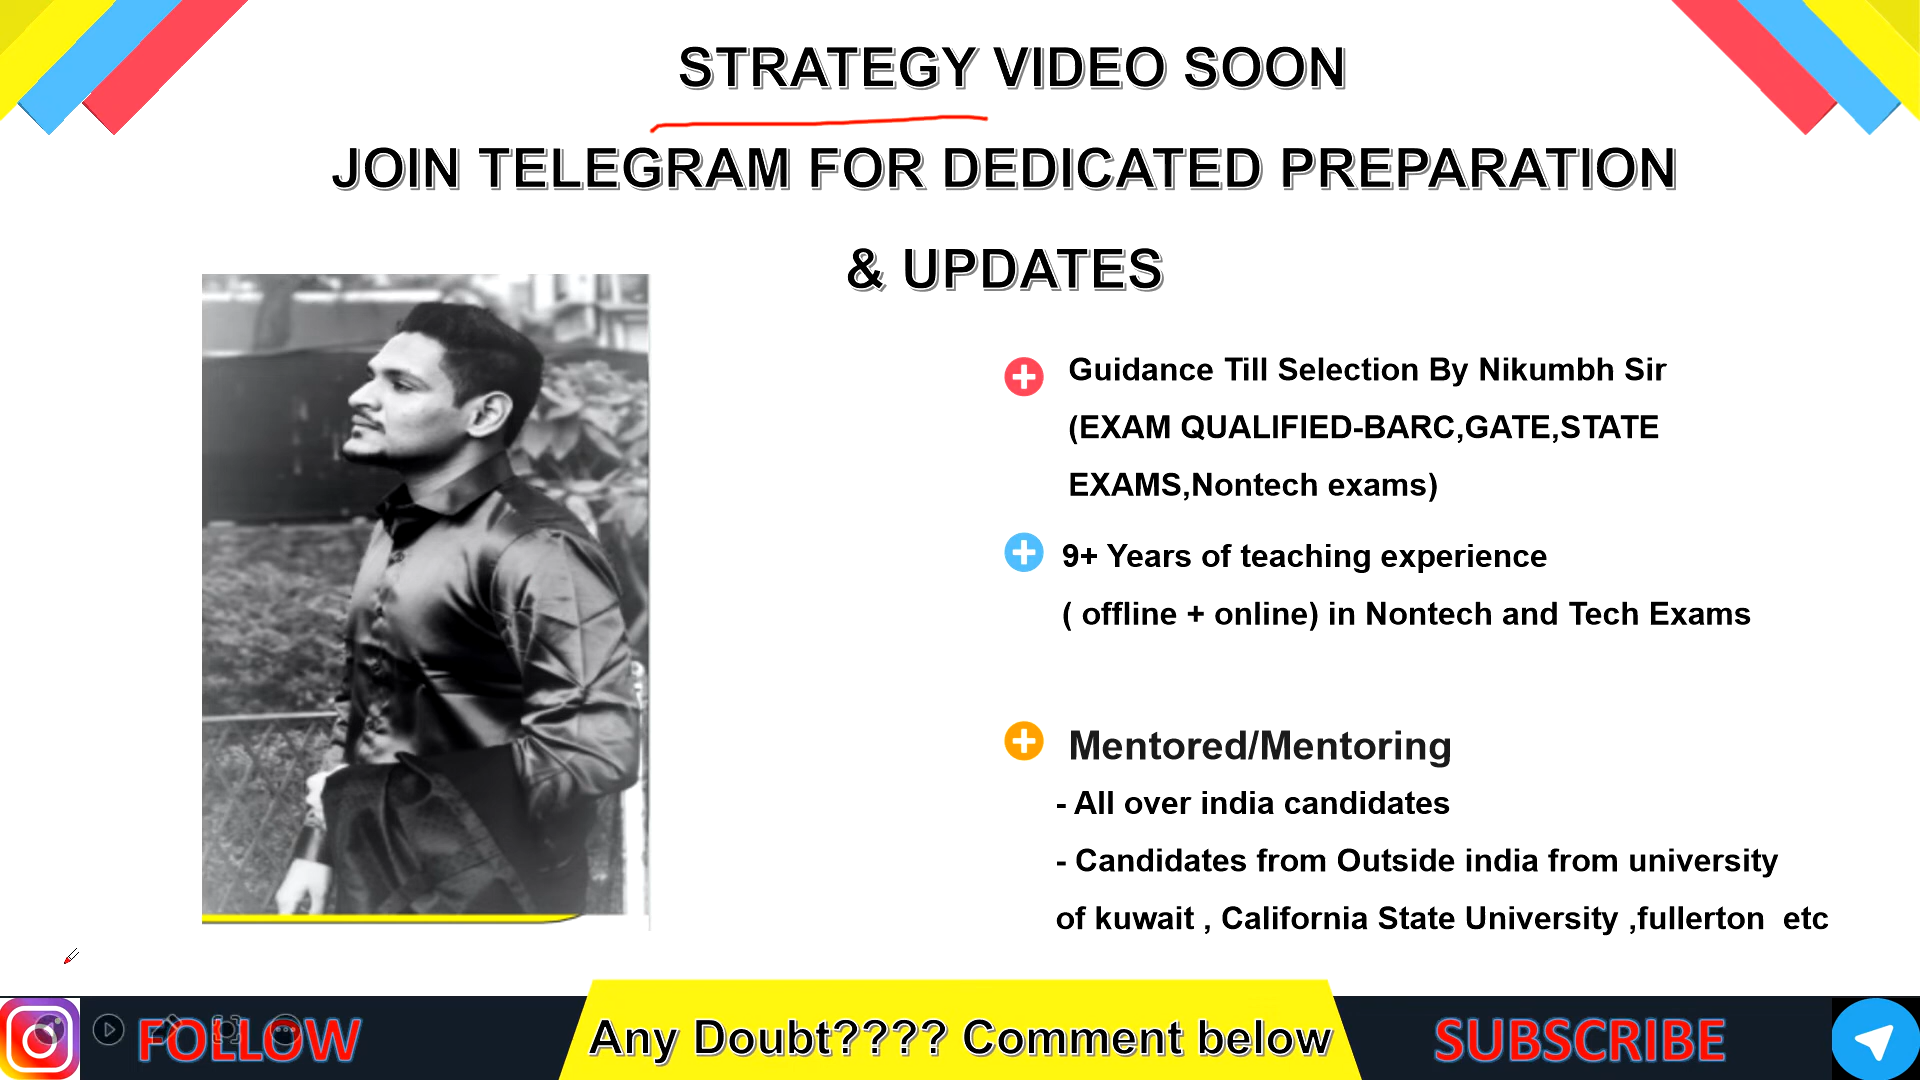 STRATEGY VIDEO SOON
JOIN TELEGRAM FOR DEDICATED PREPARATION
& UPDATES
Guidance Till Selection By Nikumbh Sir
(EXAM QUALIFIED-BARC,GATE,STATE
EXAMS,Nontech exams)
9+ Years of teaching experience
( offline + online) in Nontech and Tech Exams
Mentored/Mentoring
- All over india candidates
- Candidates from Outside india from university
of kuwait , California State University ,fullerton etc
FOLLOW
Any Doubt???? Comment below
SUBSCRIBE